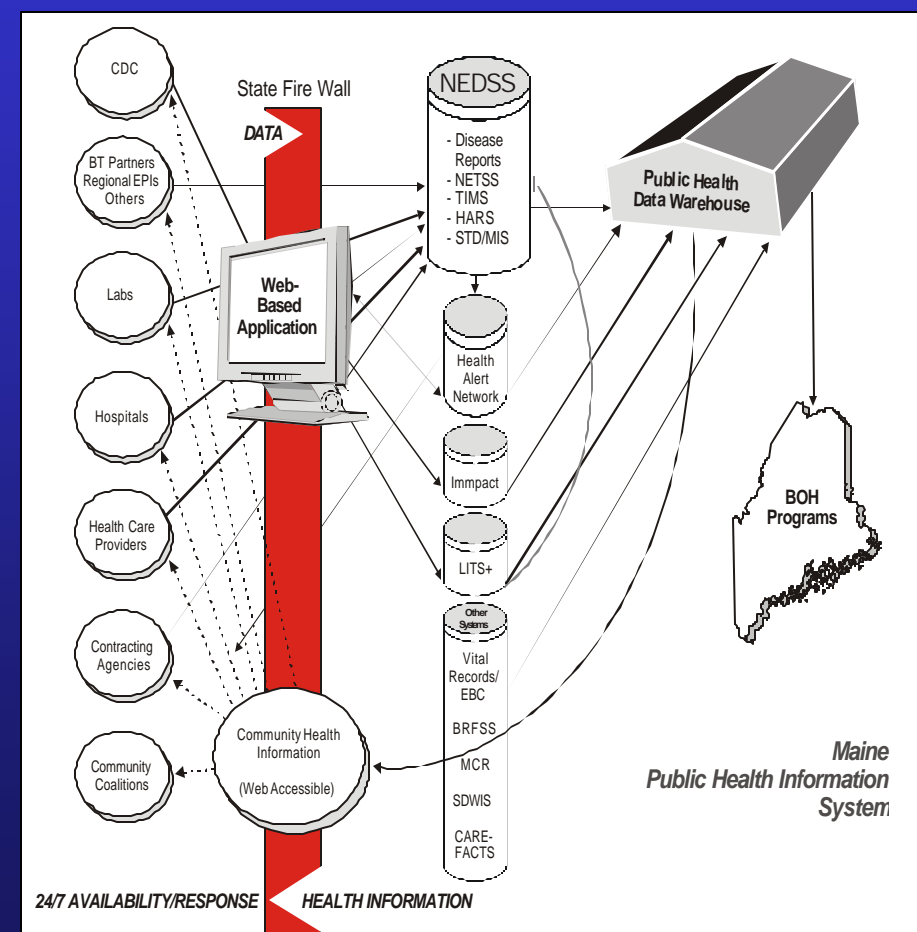 CDC
State Fire Wall
DATA
BT Partners
Regional EPIs
Others
Labs
Hospitals
Health Care
Providers
Contracting
Agencies
Community
Coalitions
Web-
Based
Application
NEDSS
- Disease
Reports
- NETSS
- TIMS
- HARS
- STD/MIS
Health
Alert
Network
Immpact
LITS+
Other
Systems
Vital
Records/
EBC
BRFSS
MCR
SDWIS
CARE-
FACTS
Public Health
Data Warehouse
BOH
Programs
Community Health
Information
(Web Accessible)
Maine
Public Health Information
System
24/7 AVAILABILITY/RESPONSE
HEALTH INFORMATION